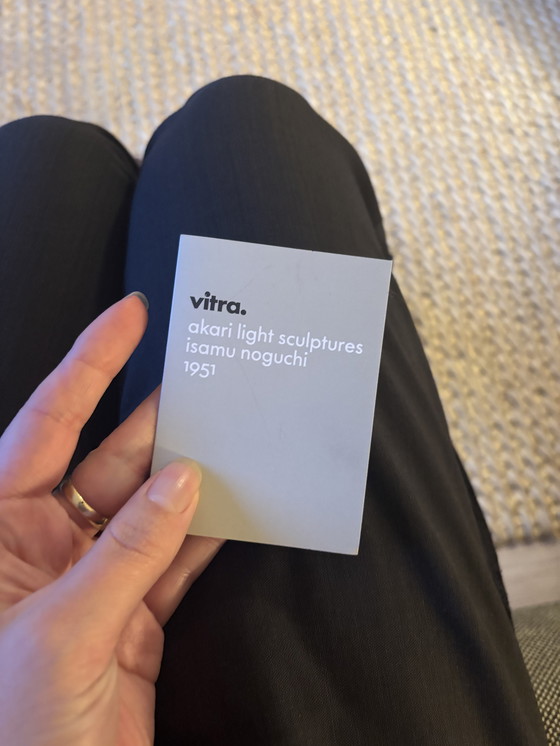 vitra.
akari light sculptures
isamu noguchi
1951